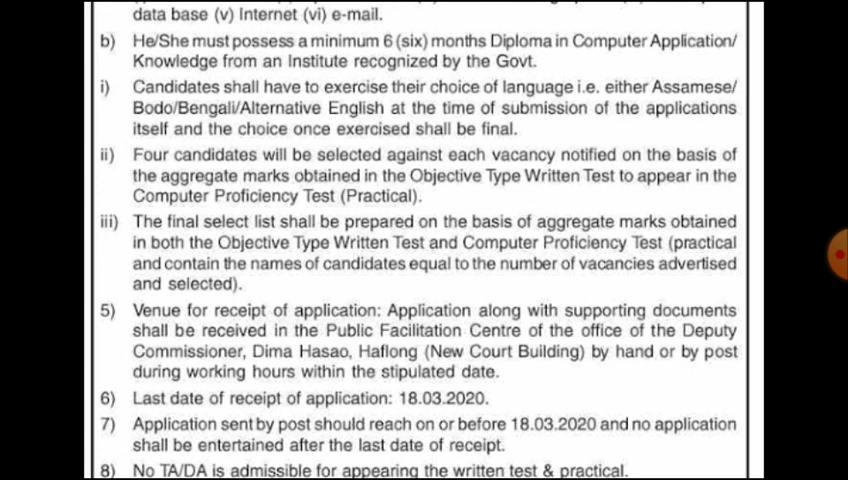 data base (v) Internet (vi) e-mail.
b) He/She must possess a minimum 6 (six) months Diploma in Computer Application/
Knowledge from an Institute recognized by the Govt.
i) Candidates shall have to exercise their choice of language i.e. either Assamese/
Bodo/Bengali/Alternative English at the time of submission of the applications
itself and the choice once exercised shall be final.
ii) Four candidates will be selected against each vacancy notified on the basis of
the aggregate marks obtained in the Objective Type Written Test to appear in the
Computer Proficiency Test (Practical).
iii) The final select list shall be prepared on the basis of aggregate marks obtained
in both the Objective Type Written Test and Computer Proficiency Test (practical
and contain the names of candidates equal to the number of vacancies advertised
and selected).
5) Venue for receipt of application: Application along with supporting documents
shall be received in the Public Facilitation Centre of the office of the Deputy
Commissioner, Dima Hasao, Haflong (New Court Building) by hand or by post
during working hours within the stipulated date.
6) Last date of receipt of application: 18.03.2020.
7) Application sent by post should reach on or before 18.03.2020 and no application
shall be entertained after the last date of receipt.
8) No TA/DA is admissible for appearing the written test & practical.